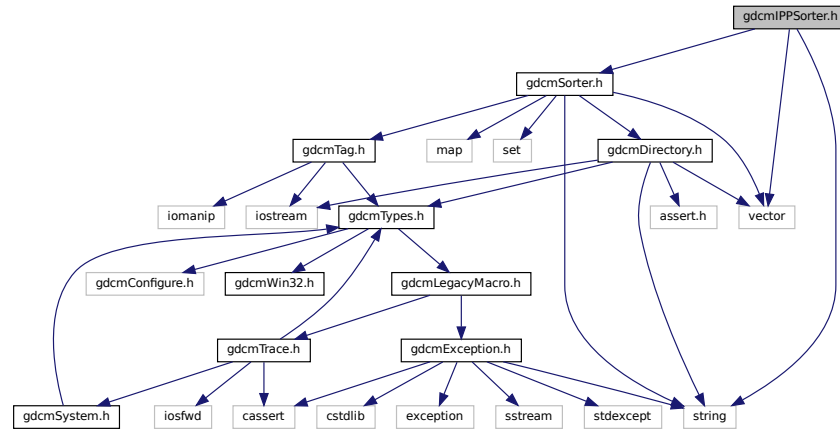 gdcmIPPSorter.h
gdcmSorter.h
gdcmTag.h
map
set
gdcmDirectory.h
iomanip
iostream
gdcmTypes.h
assert.h
vector
gdcmConfigure.h
gdcmWin32.h
gdcmLegacyMacro.h
gdcmTrace.h
gdcmException.h
gdcmSystem.h
iosfwd
cassert
cstdlib
exception
sstream
stdexcept
string